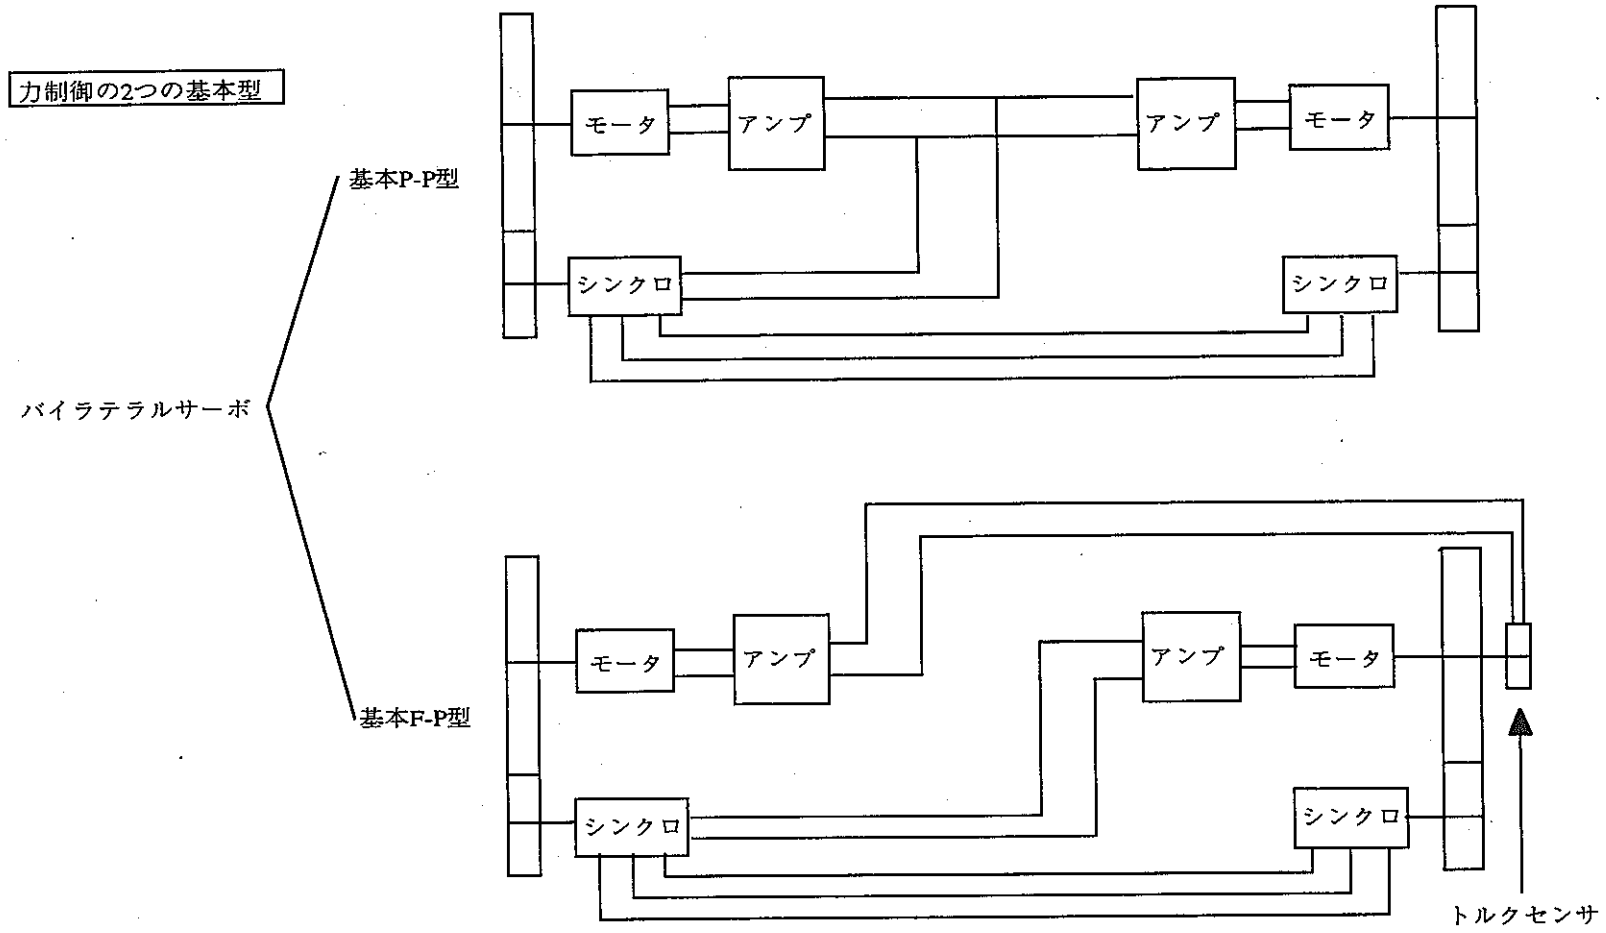 力制御の2つの基本型
基本P-P型
モータ
アンプ
アンプ
モータ
シンクロ
シンクロ
バイラテラルサーボ
基本F-P型
モータ
アンプ
アンプ
モータ
シンクロ
シンクロ
トルクセンサ